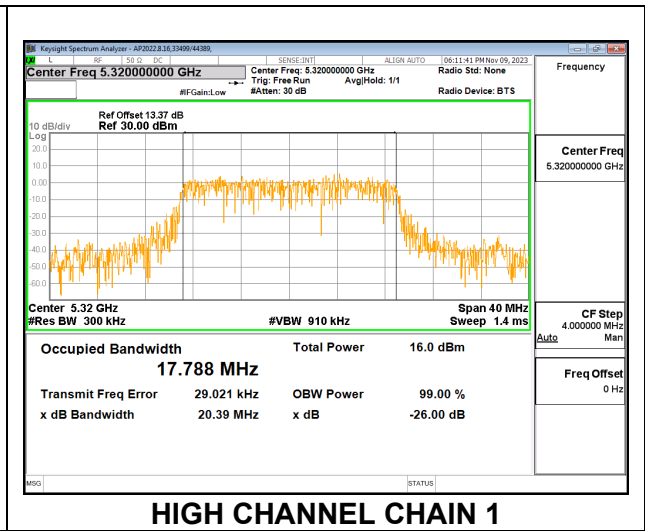 Keysight Spectrum Analyzer - AP2022.8.16,33499/44389,
L RF 50 Ω DC SENSE:INT ALIGN AUTO 06:11:41 PM Nov 09, 2023
Center Freq 5.320000000 GHz
Center Freq: 5.320000000 GHz
Radio Std: None
Trig: Free Run Avg|Hold: 1/1
#IFGain:Low #Atten: 30 dB Radio Device: BTS
Frequency
Ref Offset 13.37 dB
10 dB/div Ref 30.00 dBm
Log
20.0
10.0
0.00
-10.0
-20.0
-30.0
-40.0
-50.0
-60.0
Center 5.32 GHz Span 40 MHz
#Res BW 300 kHz #VBW 910 kHz Sweep 1.4 ms
Occupied Bandwidth Total Power 16.0 dBm
17.788 MHz
Transmit Freq Error 29.021 kHz OBW Power 99.00 %
x dB Bandwidth 20.39 MHz x dB -26.00 dB
Center Freq
5.320000000 GHz
CF Step
4.000000 MHz
Auto Man
Freq Offset
0 Hz
MSG STATUS
HIGH CHANNEL CHAIN 1